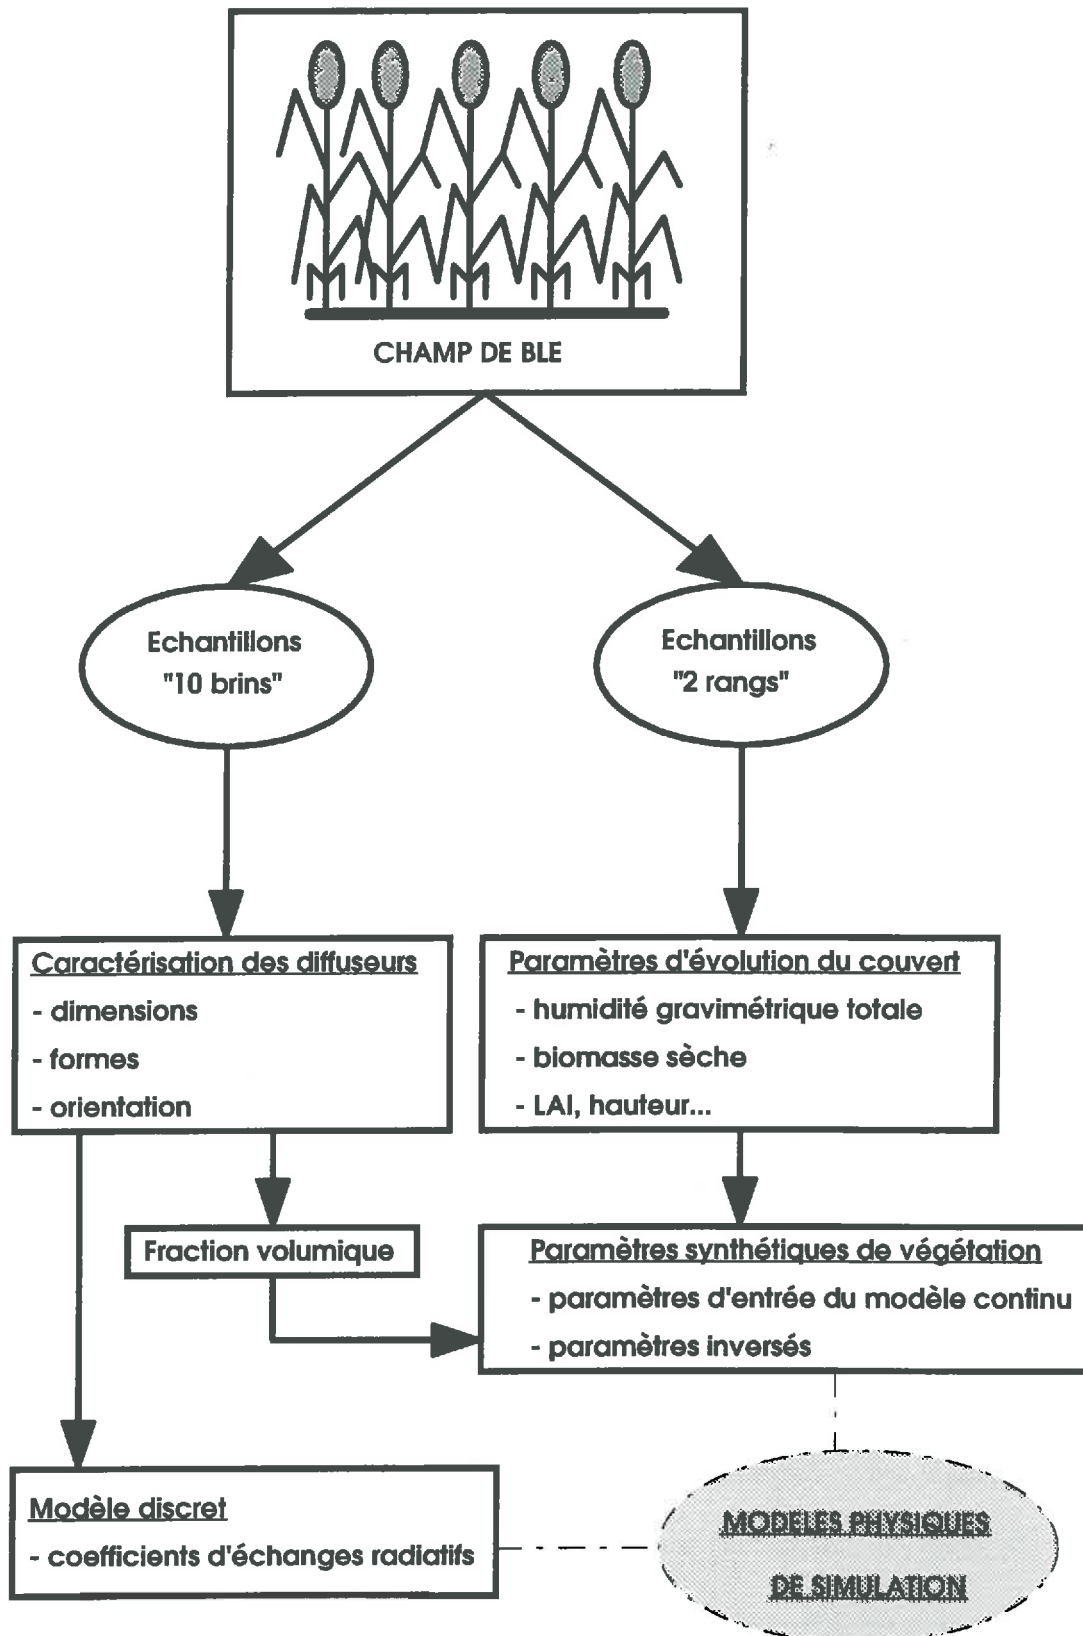 CHAMP DE BLE
Echantillons
"10 brins"
Echantillons
"2 rangs"
Caractérisation des diffuseurs
- dimensions
- formes
- orientation
Paramètres d'évolution du couvert
- humidité gravimétrique totale
- biomasse sèche
- LAI, hauteur...
Fraction volumique
Paramètres synthétiques de végétation
- paramètres d'entrée du modèle continu
- paramètres inversés
Modèle discret
- coefficients d'échanges radiatifs
MODELES PHYSIQUES
DE SIMULATION